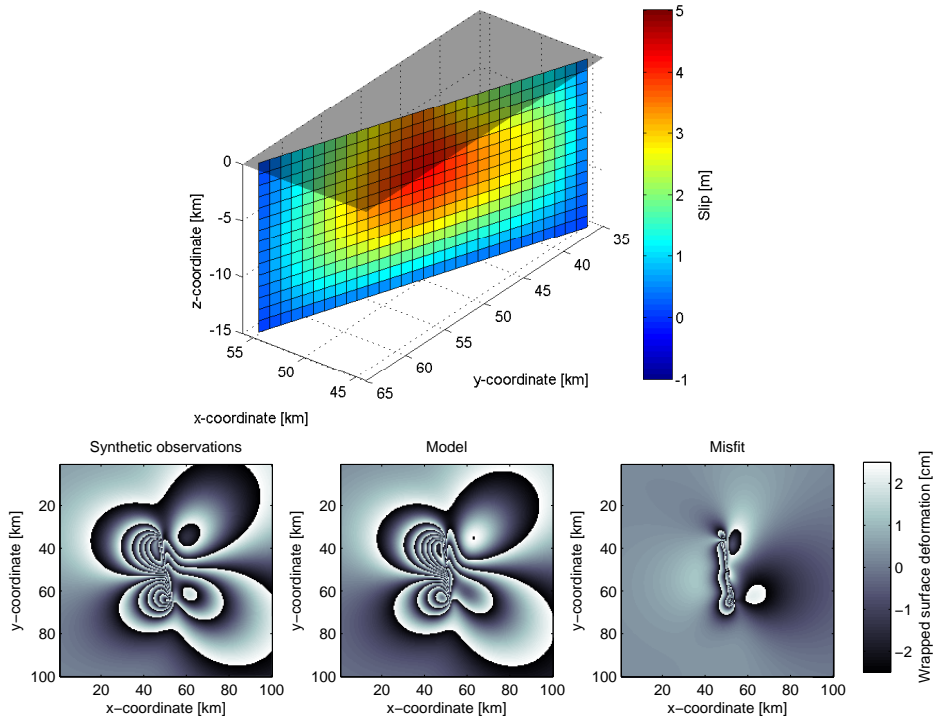 5
4
3
2
1
0
-1
Slip [m]
0
-5
-10
-15
z-coordinate [km]
55
50
45
x-coordinate [km]
65
60
55
50
45
40
35
y-coordinate [km]
Synthetic observations
20
40
60
80
100
y−coordinate [km]
20 40 60 80 100
x−coordinate [km]
Model
20
40
60
80
100
y−coordinate [km]
20 40 60 80 100
x−coordinate [km]
Misfit
20
40
60
80
100
y−coordinate [km]
20 40 60 80 100
x−coordinate [km]
2
1
0
−1
−2
Wrapped surface deformation [cm]